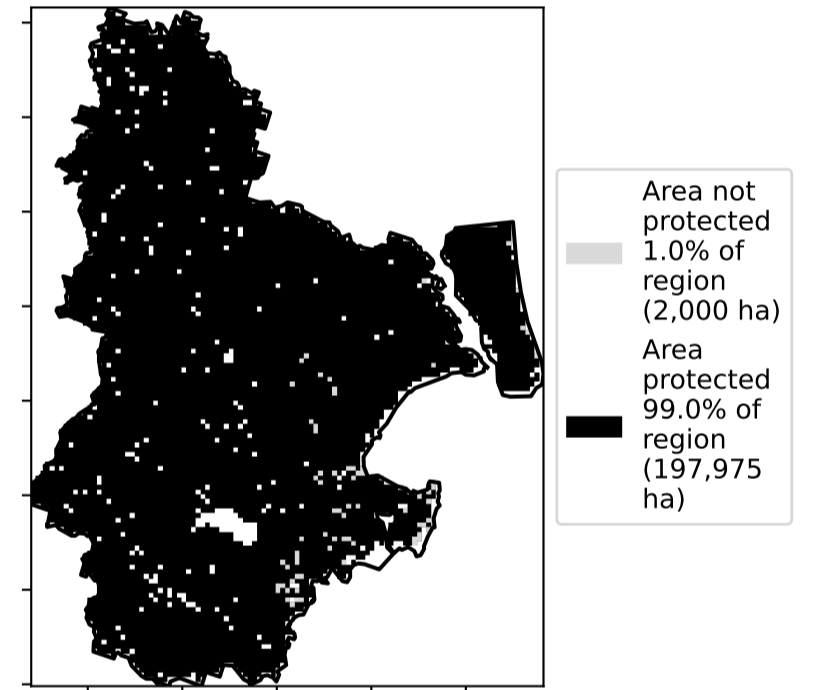 Area not
protected
1.0% of
region
(2,000 ha)
Area
protected
99.0% of
region
(197,975
ha)